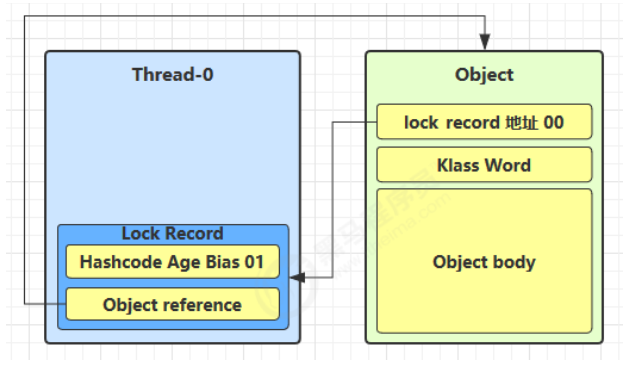 Thread-0
Lock Record
Hashcode Age Bias 01
Object reference
Object
lock record 地址 00
Klass Word
Object body